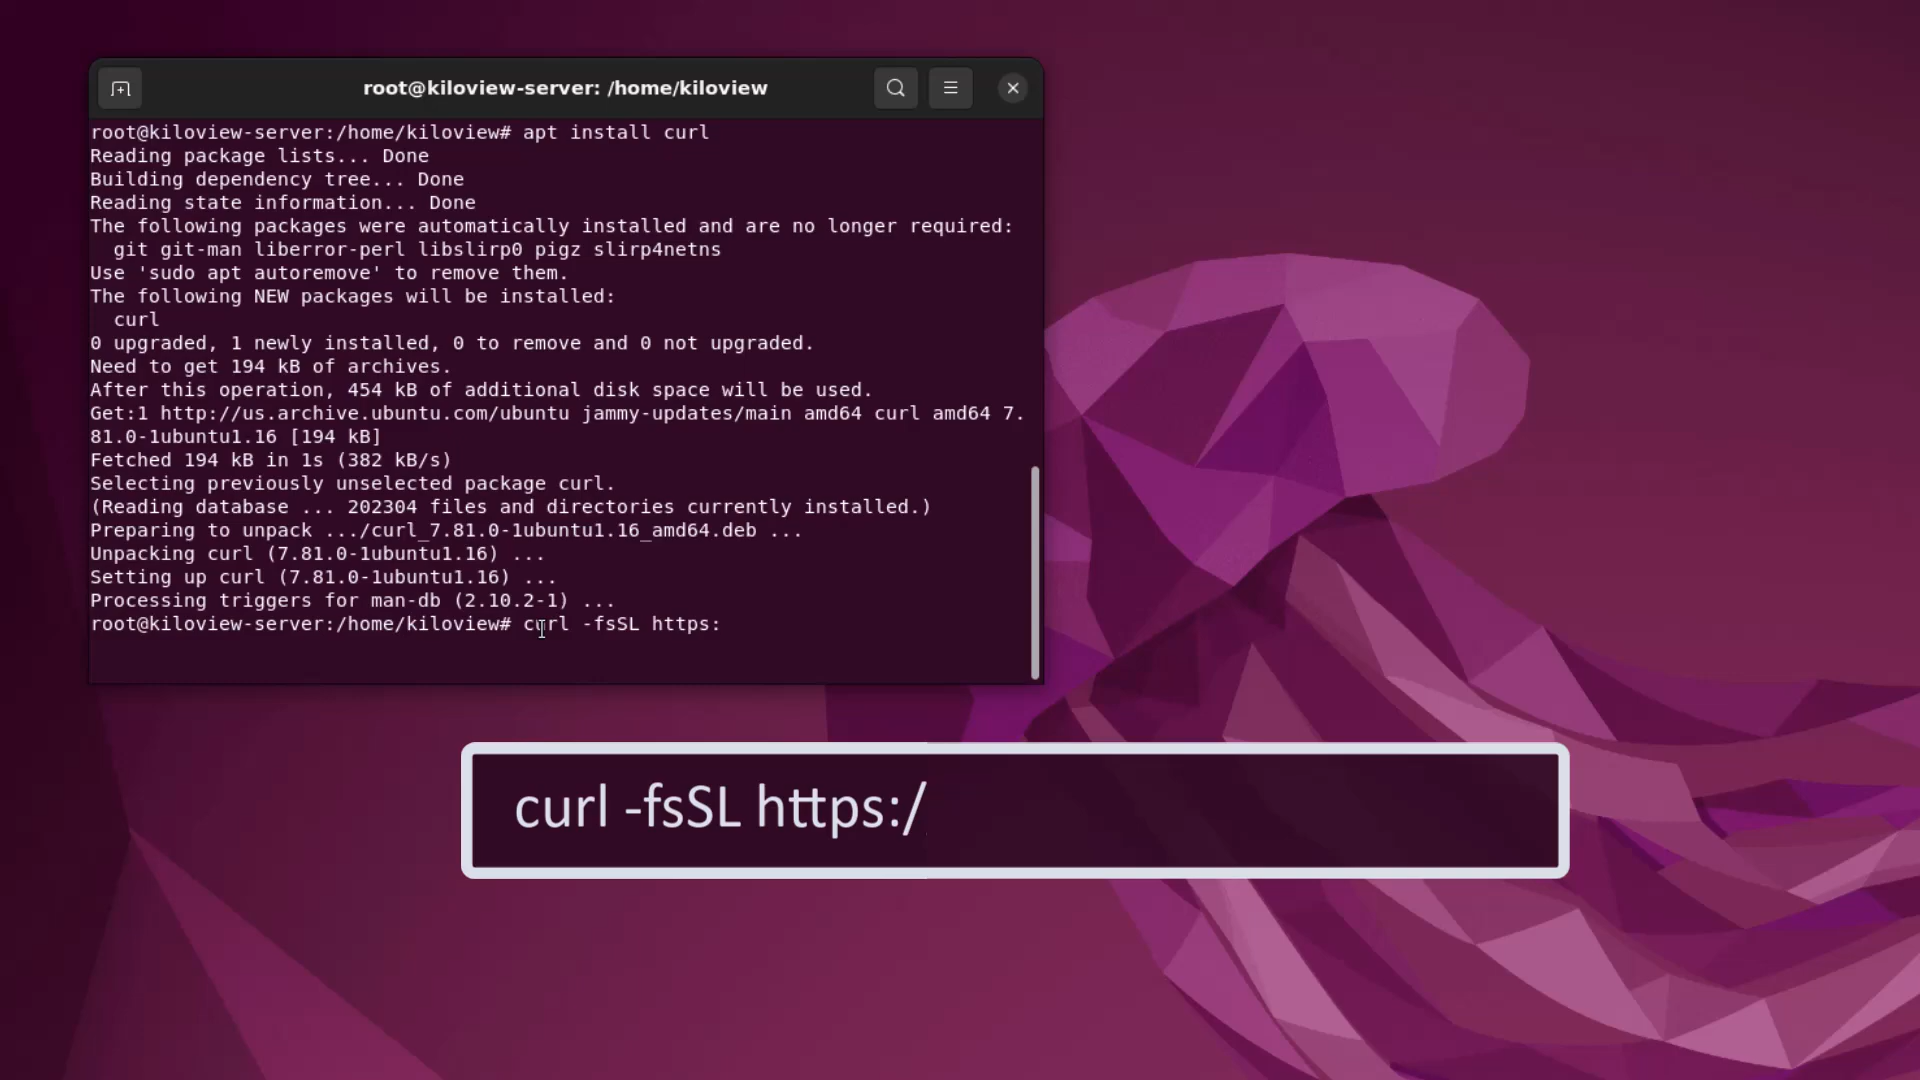 root@kiloview-server: /home/kiloview
root@kiloview-server:/home/kiloview# apt install curl
Reading package lists... Done
Building dependency tree... Done
Reading state information... Done
The following packages were automatically installed and are no longer required:
  git git-man liberror-perl libslirp0 pigz slirp4netns
Use 'sudo apt autoremove' to remove them.
The following NEW packages will be installed:
  curl
0 upgraded, 1 newly installed, 0 to remove and 0 not upgraded.
Need to get 194 kB of archives.
After this operation, 454 kB of additional disk space will be used.
Get:1 http://us.archive.ubuntu.com/ubuntu jammy-updates/main amd64 curl amd64 7.
81.0-1ubuntu1.16 [194 kB]
Fetched 194 kB in 1s (382 kB/s)
Selecting previously unselected package curl.
(Reading database ... 202304 files and directories currently installed.)
Preparing to unpack .../curl_7.81.0-1ubuntu1.16_amd64.deb ...
Unpacking curl (7.81.0-1ubuntu1.16) ...
Setting up curl (7.81.0-1ubuntu1.16) ...
Processing triggers for man-db (2.10.2-1) ...
root@kiloview-server:/home/kiloview# curl -fsSL https:
curl -fsSL https:/